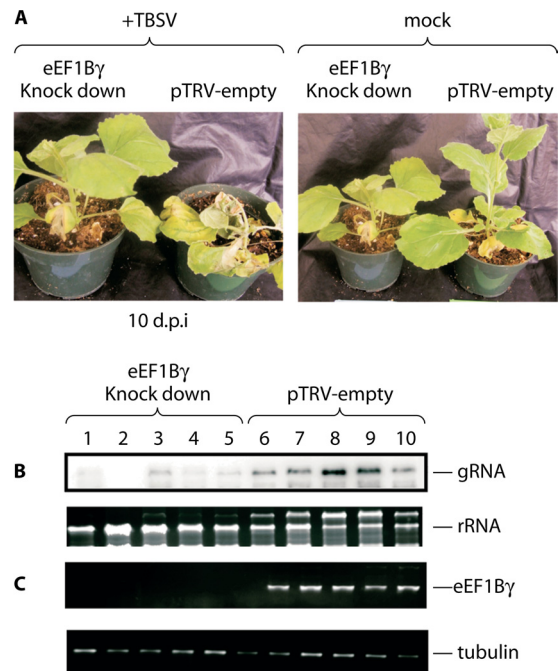 A
+TBSV mock
eEF1Bγ
Knock down pTRV-empty eEF1Bγ
Knock down pTRV-empty
10 d.p.i
eEF1Bγ
Knock down pTRV-empty
1 2 3 4 5 6 7 8 9 10
B gRNA
rRNA
C eEF1Bγ
tubulin